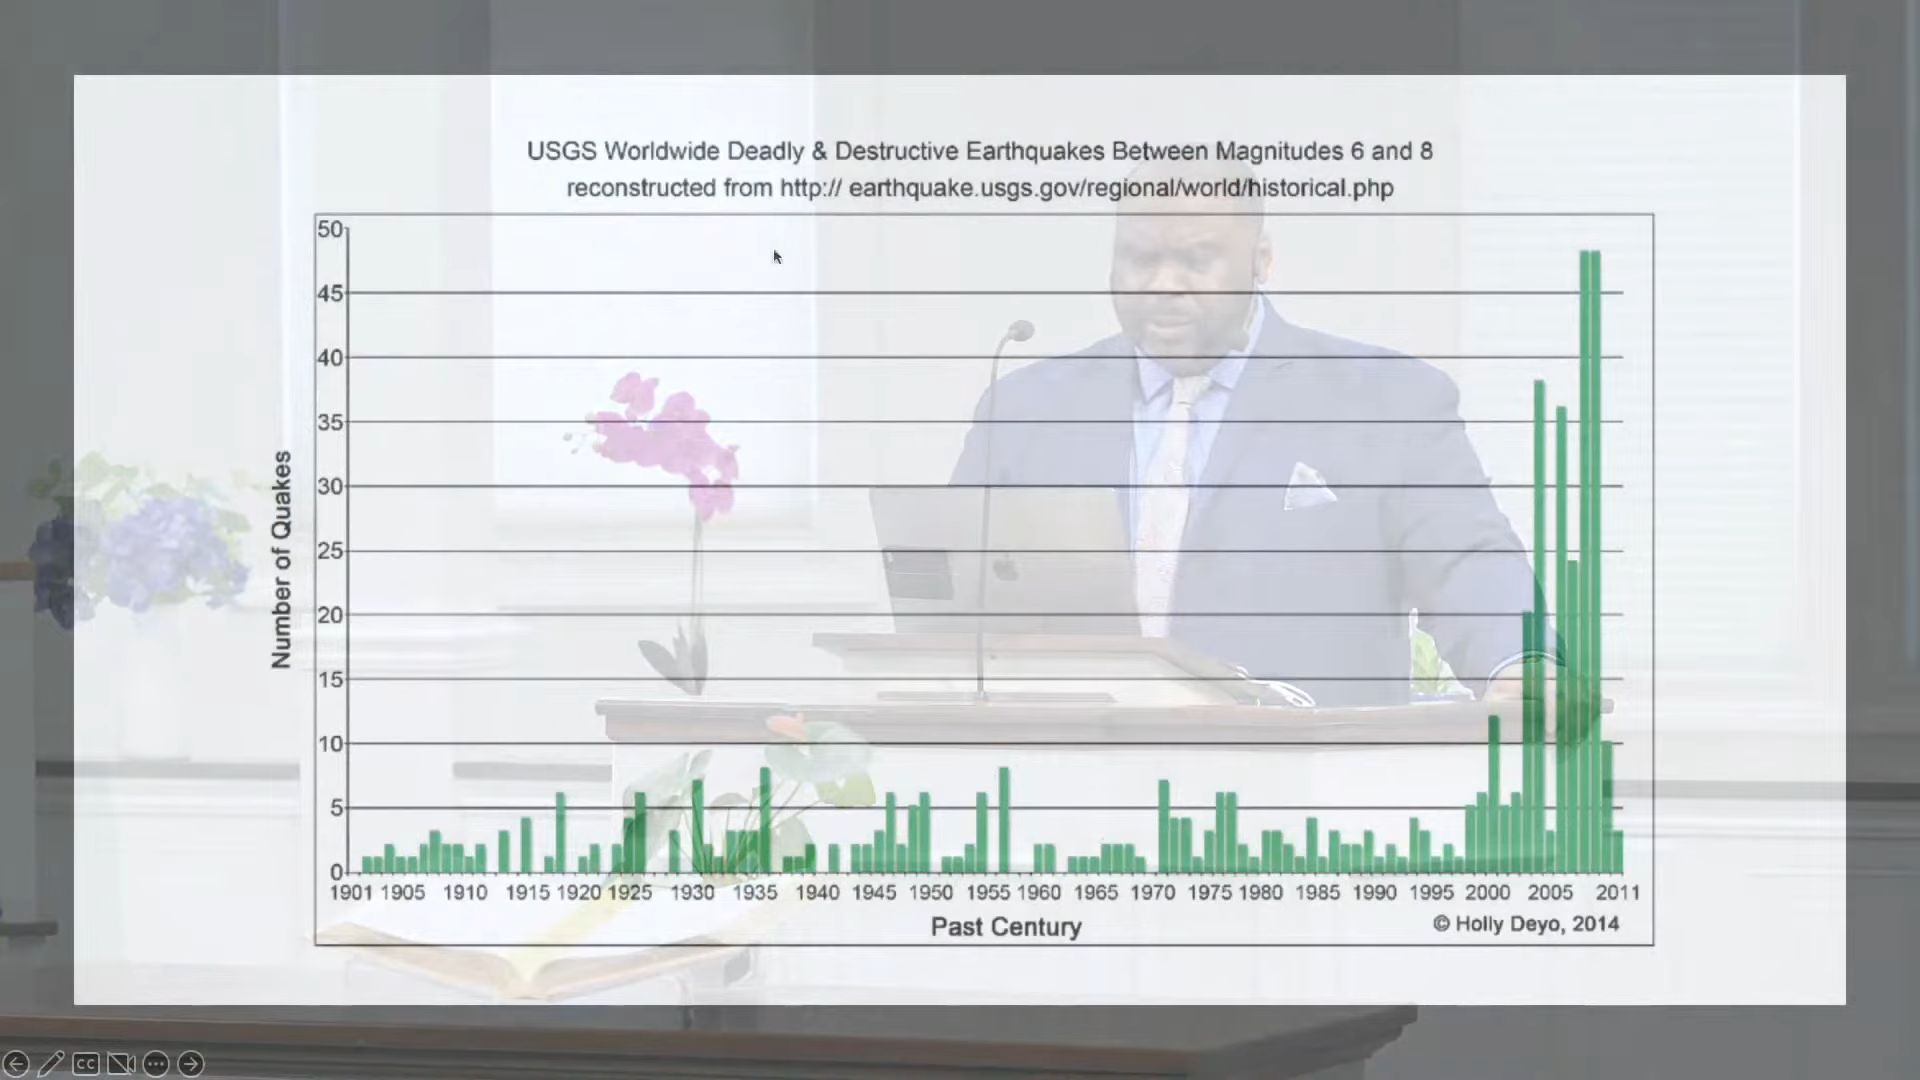 USGS Worldwide Deadly & Destructive Earthquakes Between Magnitudes 6 and 8
reconstructed from http:// earthquake.usgs.gov/regional/world/historical.php
50
45
40
35
30
25
20
15
10
5
0
Number of Quakes
1901 1905 1910 1915 1920 1925 1930 1935 1940 1945 1950 1955 1960 1965 1970 1975 1980 1985 1990 1995 2000 2005 2011
Past Century
© Holly Deyo, 2014
CC